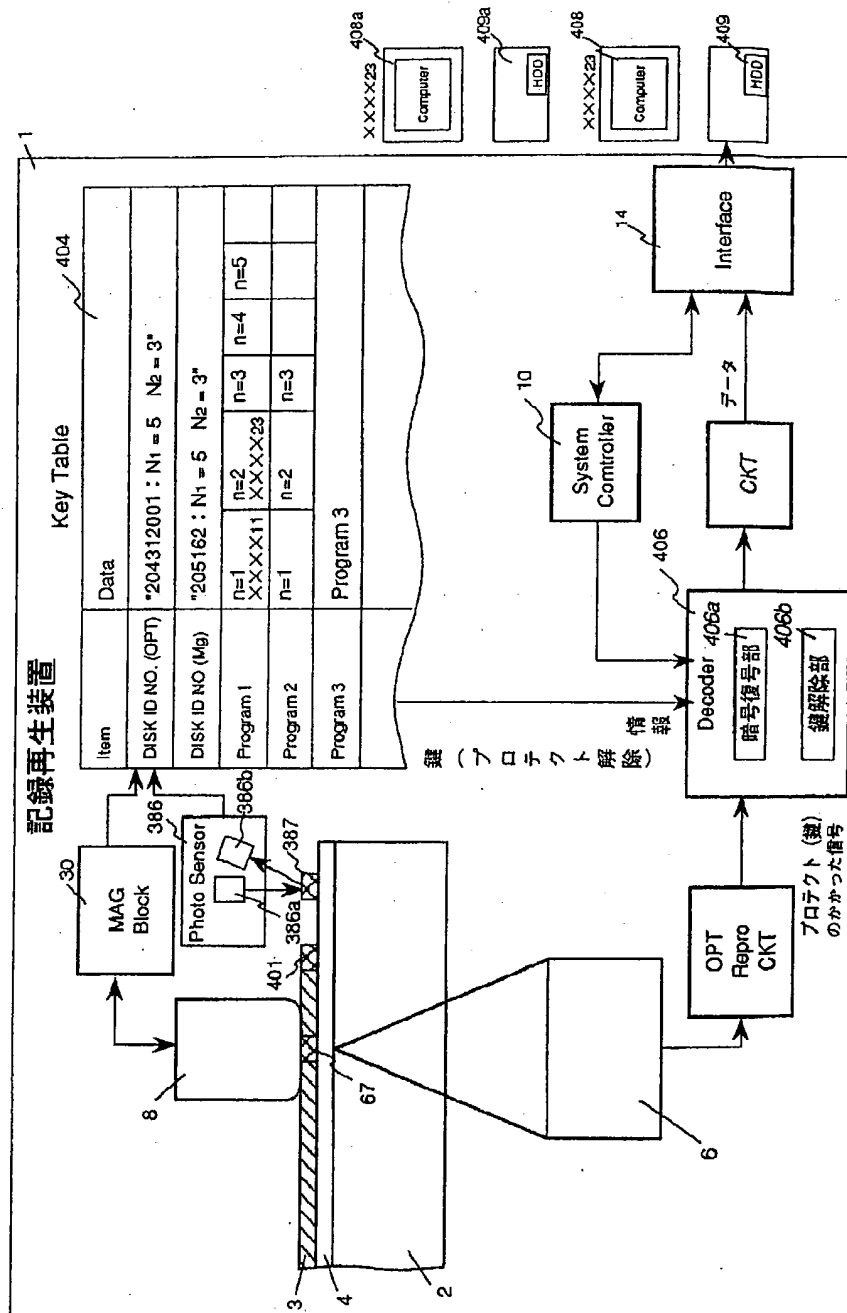 記録再生装置
1
Key Table
404
Item
Data
DISK ID NO. (OPT)
"204312001 : N1 = 5 N2 = 3"
DISK ID NO (Mg)
"205162 : N1 = 5 N2 = 3"
Program 1
n=1
XXXX11
n=2
XXXX23
n=3
n=4
n=5
Program 2
n=1
n=2
n=3
Program 3
Program 3
30
MAG
Block
386
Photo Sensor
386b
386a
387
401
8
67
3
4
2
6
OPT
Repro
CKT
プロテクト (鍵)
のかかった信号
鍵 (プロテクト解除)
情報
Decoder
406
406a
暗号復号部
406b
鍵解除部
CKT
データ
10
System
Comtroller
14
Interface
XXXX23
408a
Computer
409a
HDD
XXXX23
408
Computer
409
HDD